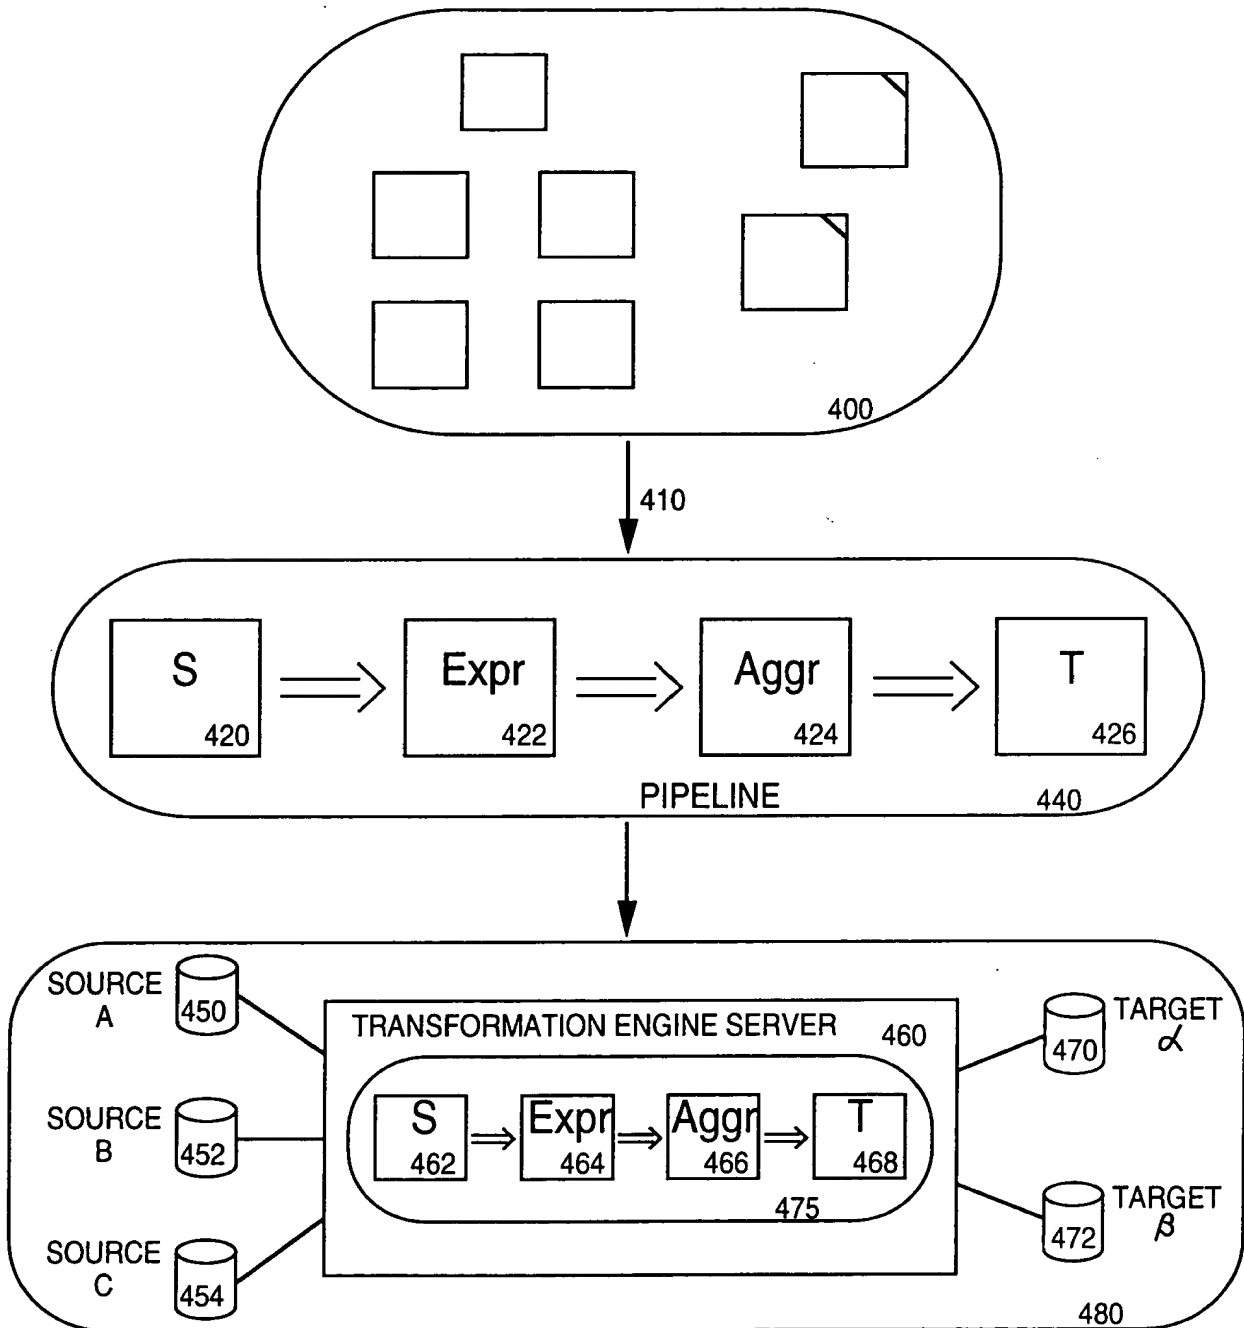 400
410
S
420
Expr
422
Aggr
424
T
426
PIPELINE
440
SOURCE
A
450
SOURCE
B
452
SOURCE
C
454
TRANSFORMATION ENGINE SERVER
460
S
462
Expr
464
Aggr
466
T
468
475
470
TARGET
α
472
TARGET
β
480